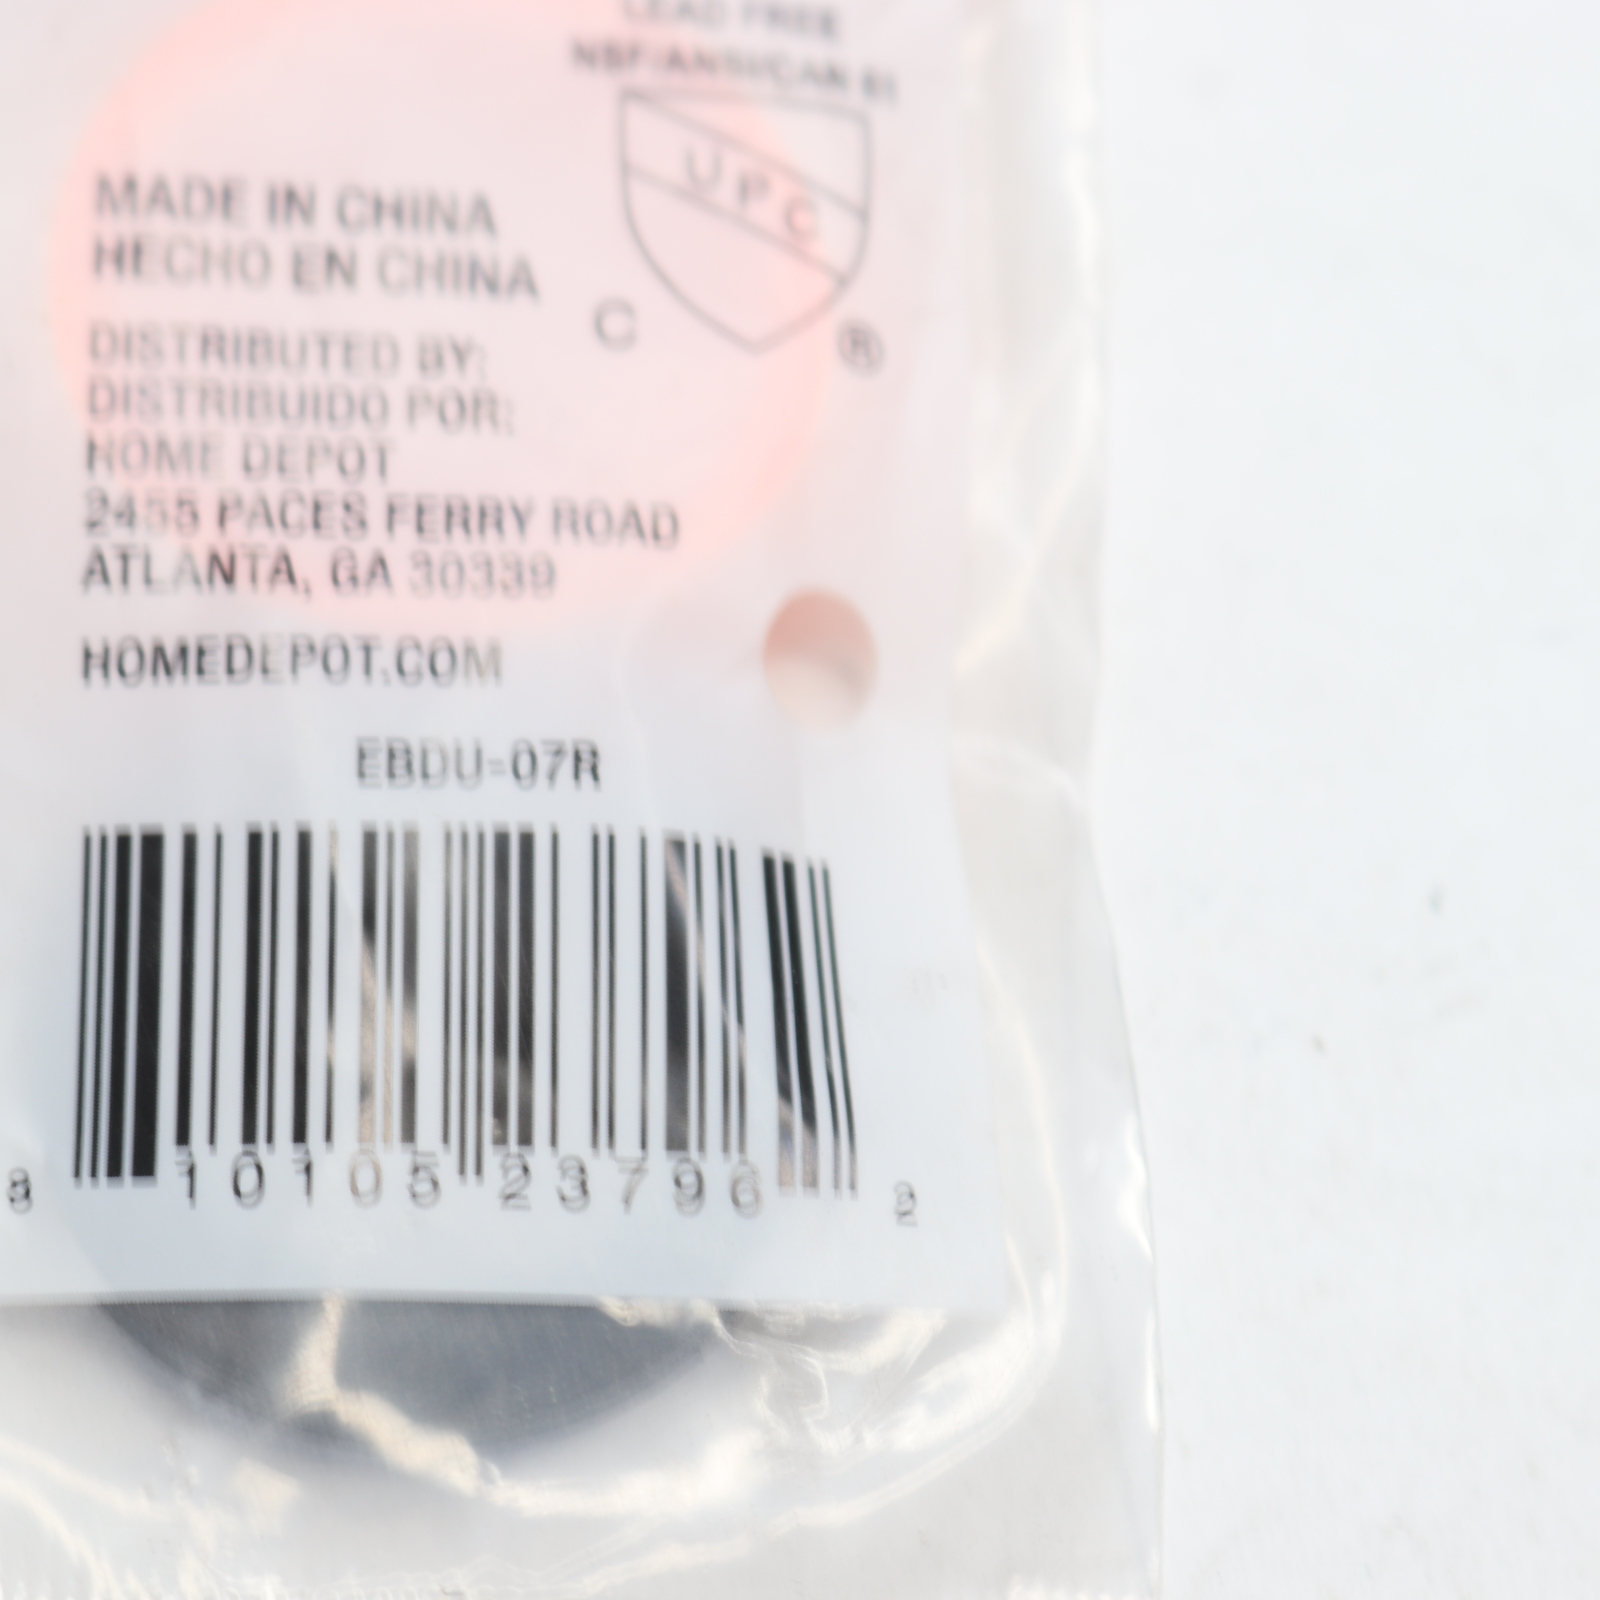 LEAD FREE
NSF/ANSI/CAN 61
UPC
C ®
MADE IN CHINA
HECHO EN CHINA
DISTRIBUTED BY:
DISTRIBUIDO POR:
HOME DEPOT
2455 PACES FERRY ROAD
ATLANTA, GA 30339
HOMEDEPOT.COM
EBDU-07R
8 10105 23796 2